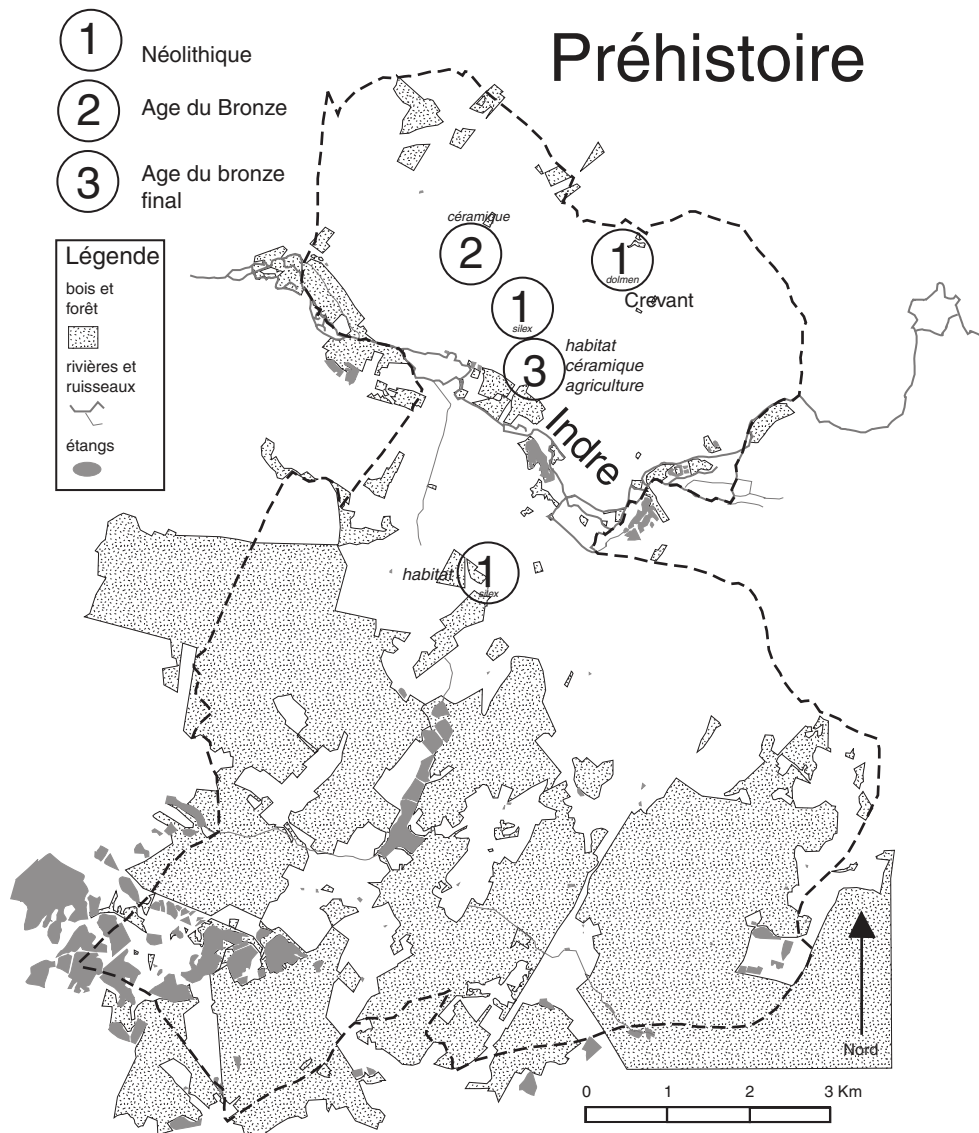 Préhistoire
1 Néolithique
2 Age du Bronze
3 Age du bronze
final
Légende
bois et
forêt
rivières et
ruisseaux
étangs
céramique
2
1
dolmen
Crevant
1
silex
3
habitat
céramique
agriculture
Indre
habitat
1
silex
Nord
0 1 2 3 Km